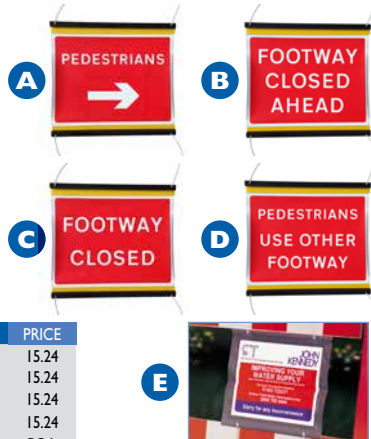 A
PEDESTRIANS
B
FOOTWAY
CLOSED
AHEAD
C
FOOTWAY
CLOSED
D
PEDESTRIANS
USE OTHER
FOOTWAY
PRICE
15.24
15.24
15.24
15.24
E
JOHN
KENNEDY
IMPROVING YOUR
WATER SUPPLY
Sorry for any inconvenience